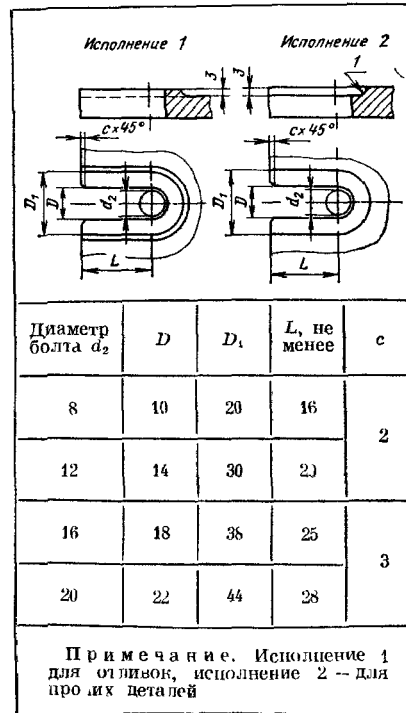 Исполнение 1 Исполнение 2
3 3 1
c×45° c×45°
D₁ D d₂ D₁ D d₂
L L
Диаметр болта d₂ D D₁ L, не менее c
8 10 20 16 2
12 14 30 20
16 18 38 25 3
20 22 44 28
Примечание. Исполнение 1
для отливок, исполнение 2 — для
прочих деталей